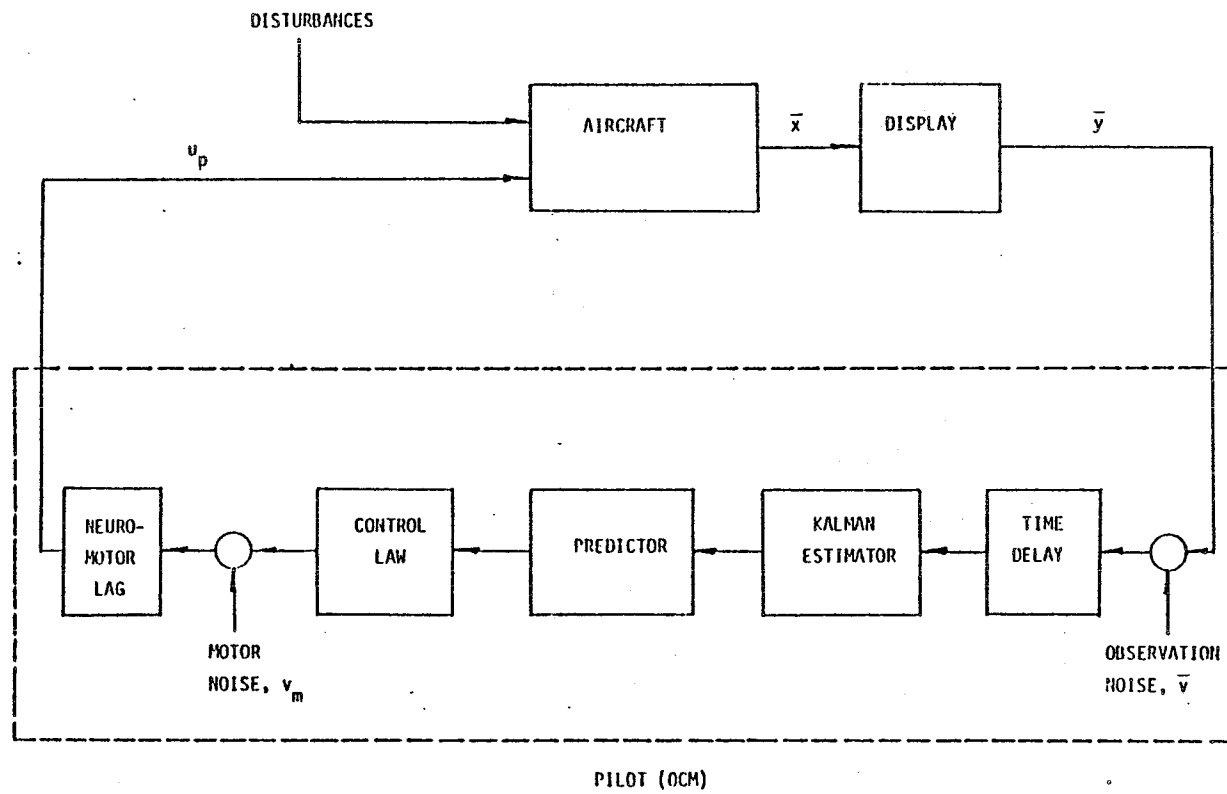 DISTURBANCES
AIRCRAFT
x̄
DISPLAY
ȳ
u_p
NEURO-
MOTOR
LAG
CONTROL
LAW
PREDICTOR
KALMAN
ESTIMATOR
TIME
DELAY
MOTOR
NOISE, v_m
OBSERVATION
NOISE, v̄
PILOT (OCM)